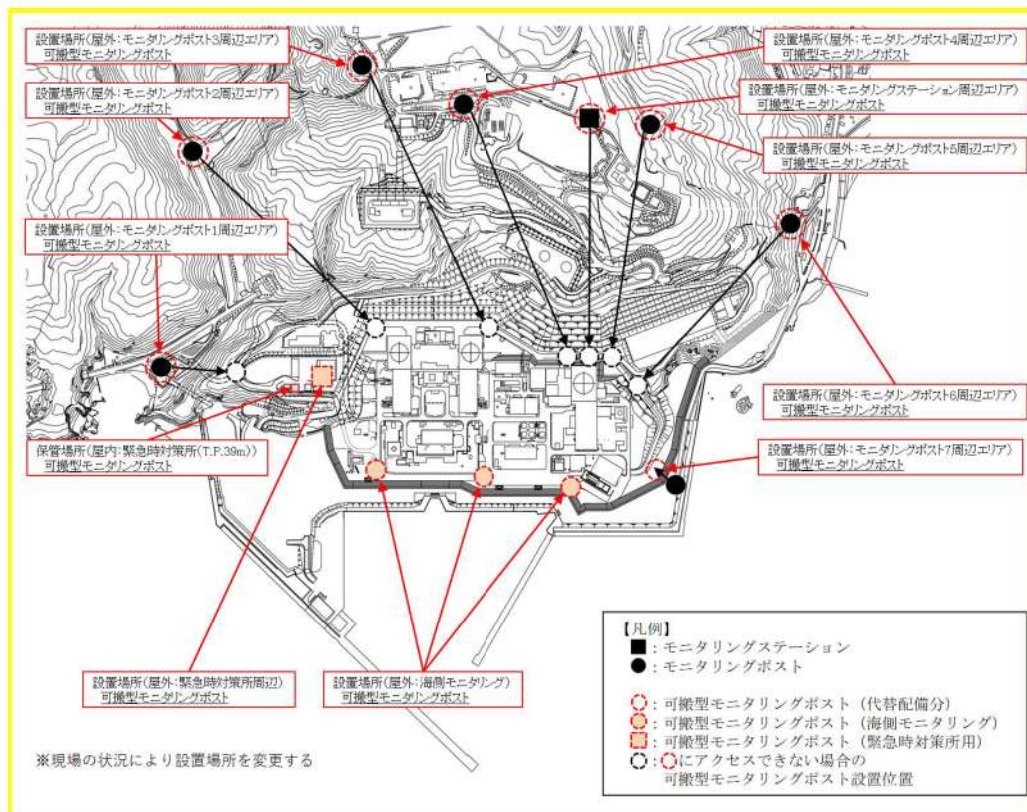 設置場所(屋外:モニタリングポスト3周辺エリア)
可搬型モニタリングポスト
設置場所(屋外:モニタリングポスト4周辺エリア)
可搬型モニタリングポスト
設置場所(屋外:モニタリングポスト2周辺エリア)
可搬型モニタリングポスト
設置場所(屋外:モニタリングステーション周辺エリア)
可搬型モニタリングポスト
設置場所(屋外:モニタリングポスト5周辺エリア)
可搬型モニタリングポスト
設置場所(屋外:モニタリングポスト1周辺エリア)
可搬型モニタリングポスト
設置場所(屋外:モニタリングポスト6周辺エリア)
可搬型モニタリングポスト
保管場所(屋内:緊急時対策所(T.P.39m))
可搬型モニタリングポスト
設置場所(屋外:モニタリングポスト7周辺エリア)
可搬型モニタリングポスト
設置場所(屋外:緊急時対策所周辺)
可搬型モニタリングポスト
設置場所(屋外:海側モニタリング)
可搬型モニタリングポスト
【凡例】
:モニタリングステーション
:モニタリングポスト
:可搬型モニタリングポスト(代替配備分)
:可搬型モニタリングポスト(海側モニタリング)
:可搬型モニタリングポスト(緊急時対策所用)
:にアクセスできない場合の
可搬型モニタリングポスト設置位置
※現場の状況により設置場所を変更する